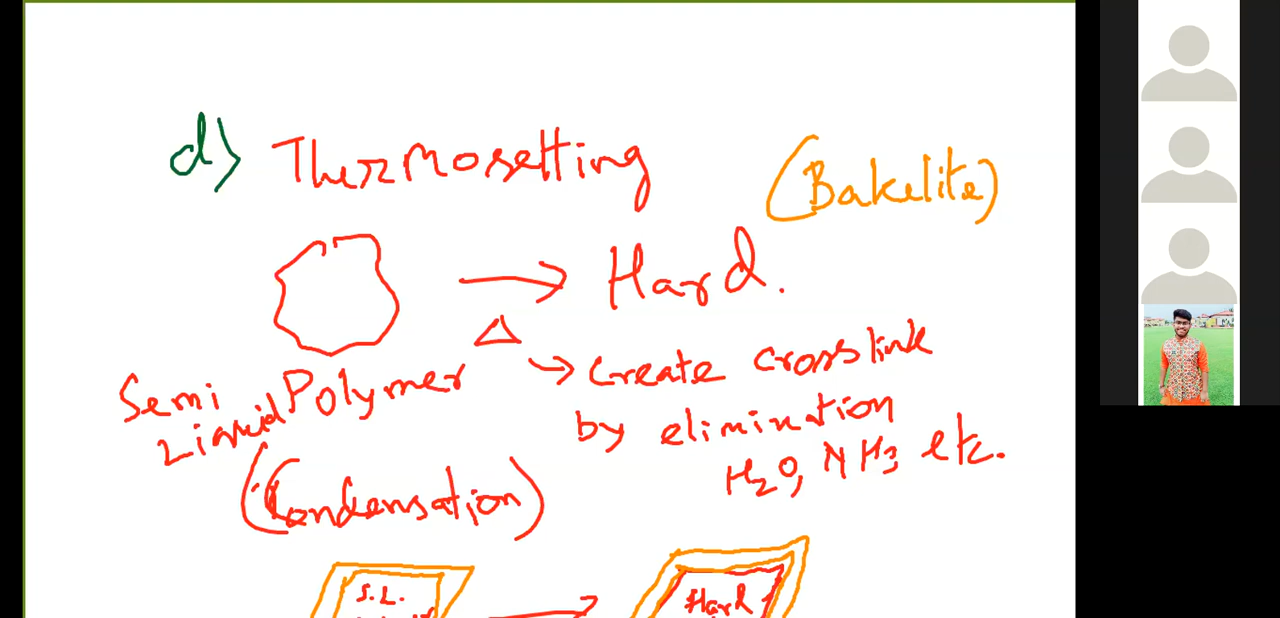 d) Thermosetting (Bakelite)
→ Hard.
Δ
Semi Liquid Polymer
→ Create crosslink
by elimination
H2O, NH3, etc.
(Condensation)
S.L.
Hard